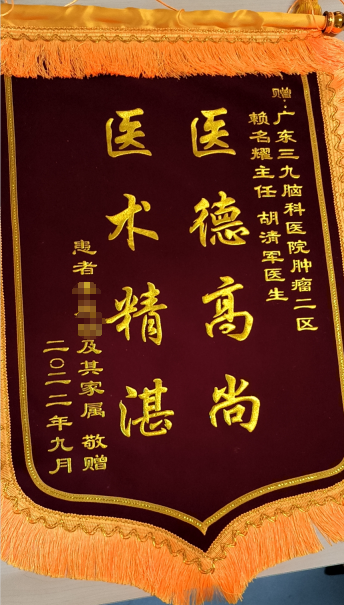 赠：广东三九脑科医院肿瘤二区
赖名耀主任 胡清军医生
医德高尚
医术精湛
患者及其家属 敬赠
二〇二二年九月